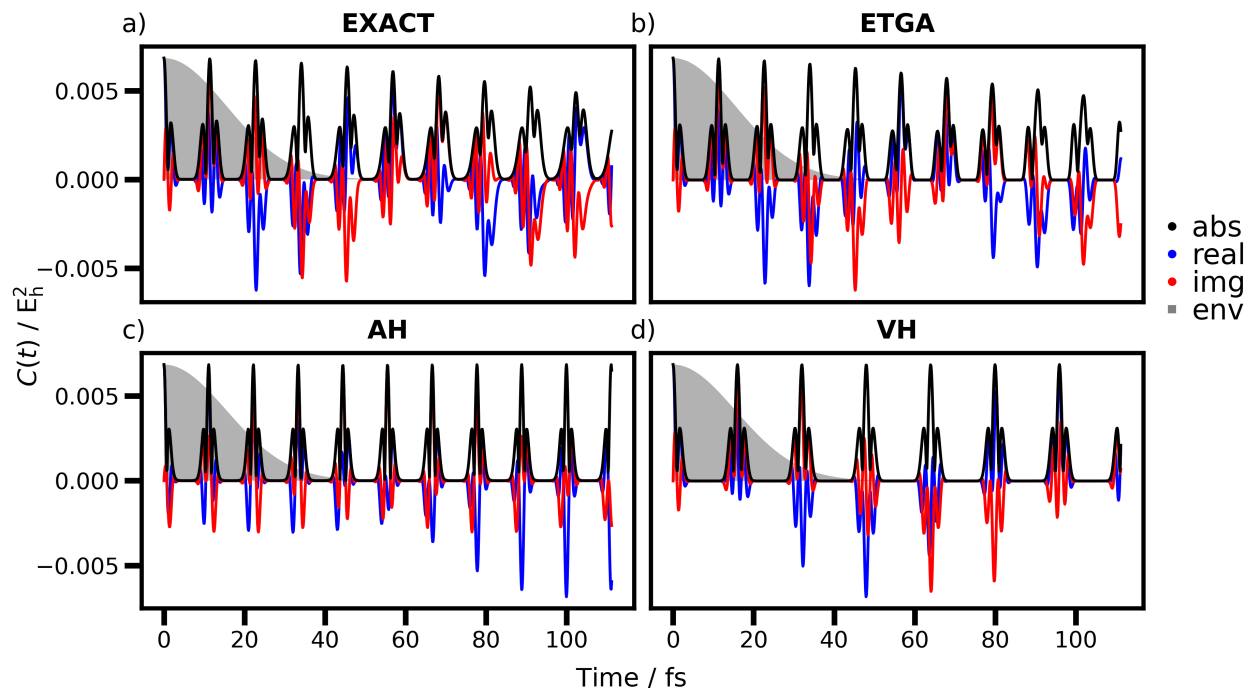 a) EXACT
b) ETGA
0.005
0.000
−0.005
c) AH
d) VH
0.005
0.000
−0.005
C(t) / E_h^2
abs
real
img
env
0 20 40 60 80 100
0 20 40 60 80 100
Time / fs